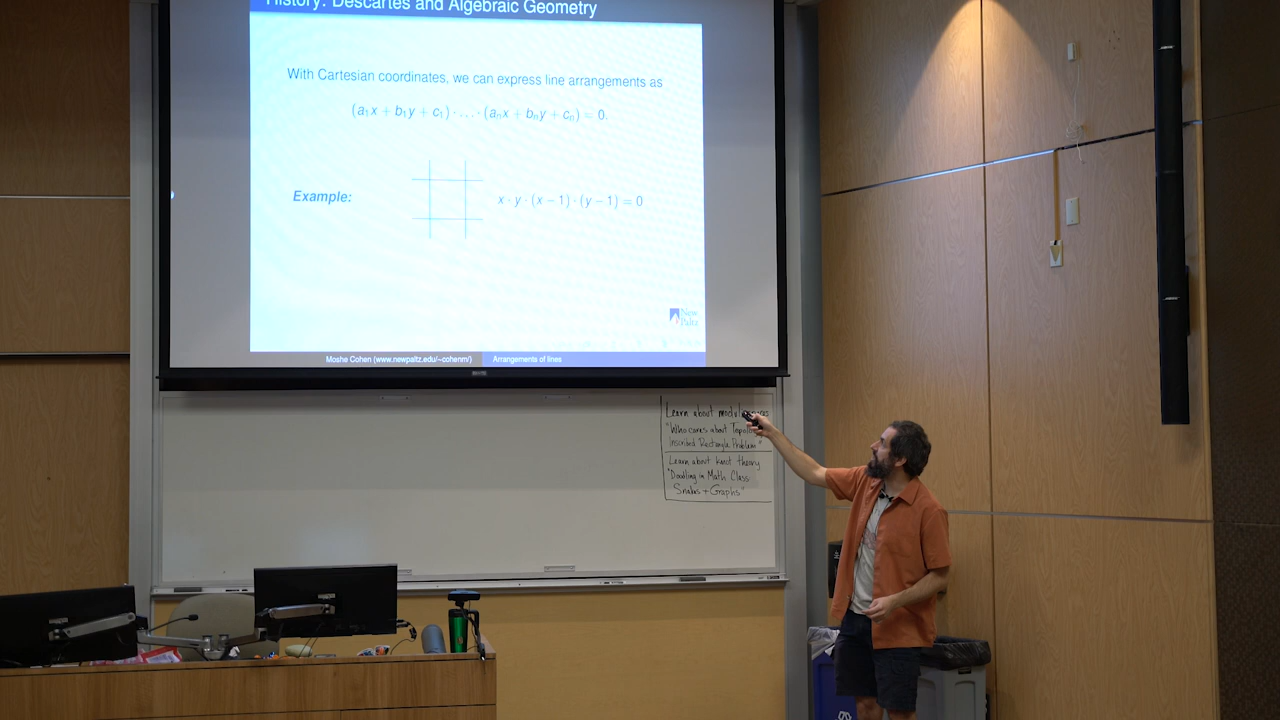 History: Descartes and Algebraic Geometry
With Cartesian coordinates, we can express line arrangements as
(a₁x + b₁y + c₁) · … · (aₙx + bₙy + cₙ) = 0.
Example:
x · y · (x − 1) · (y − 1) = 0
New
Paltz
Moshe Cohen (www.newpaltz.edu/~cohenm/) Arrangements of lines
Learn about
"Who cares about
Inscribed Rectangle Problem"
Learn about knot theory
"Doodling in Math Class:
Snakes + Graphs"